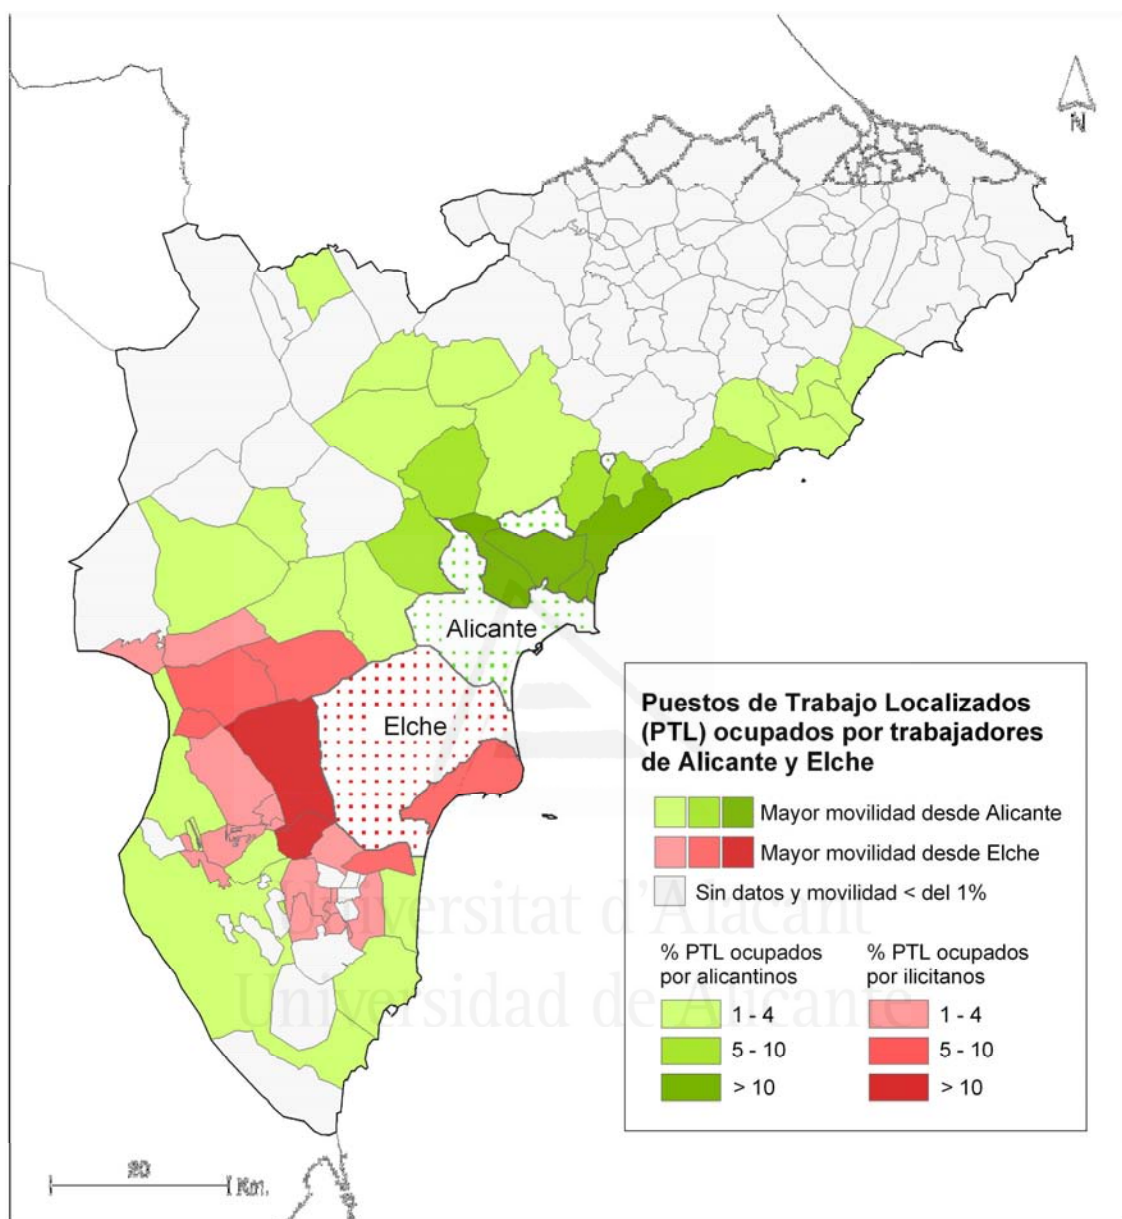 N
Alicante
Elche
Puestos de Trabajo Localizados
(PTL) ocupados por trabajadores
de Alicante y Elche
Mayor movilidad desde Alicante
Mayor movilidad desde Elche
Sin datos y movilidad < del 1%
% PTL ocupados
por alicantinos
1 - 4
5 - 10
> 10
% PTL ocupados
por ilicitanos
1 - 4
5 - 10
> 10
Universitat d'Alacant
Universidad de Alicante
20
Km.